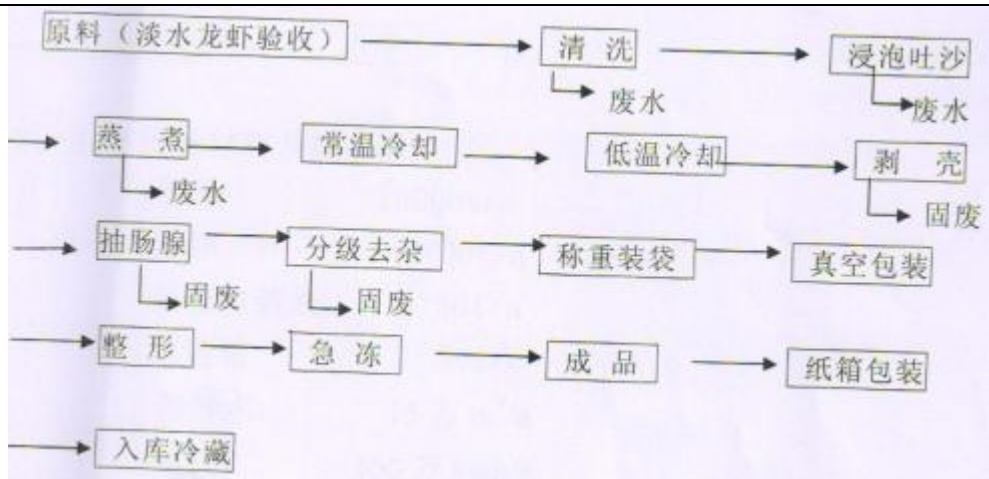 原料（淡水龙虾验收） 清洗 浸泡吐沙
废水 废水
蒸煮 常温冷却 低温冷却 剥壳
废水 固废
抽肠腺 分级去杂 称重装袋 真空包装
固废 固废
整形 急冻 成品 纸箱包装
入库冷藏